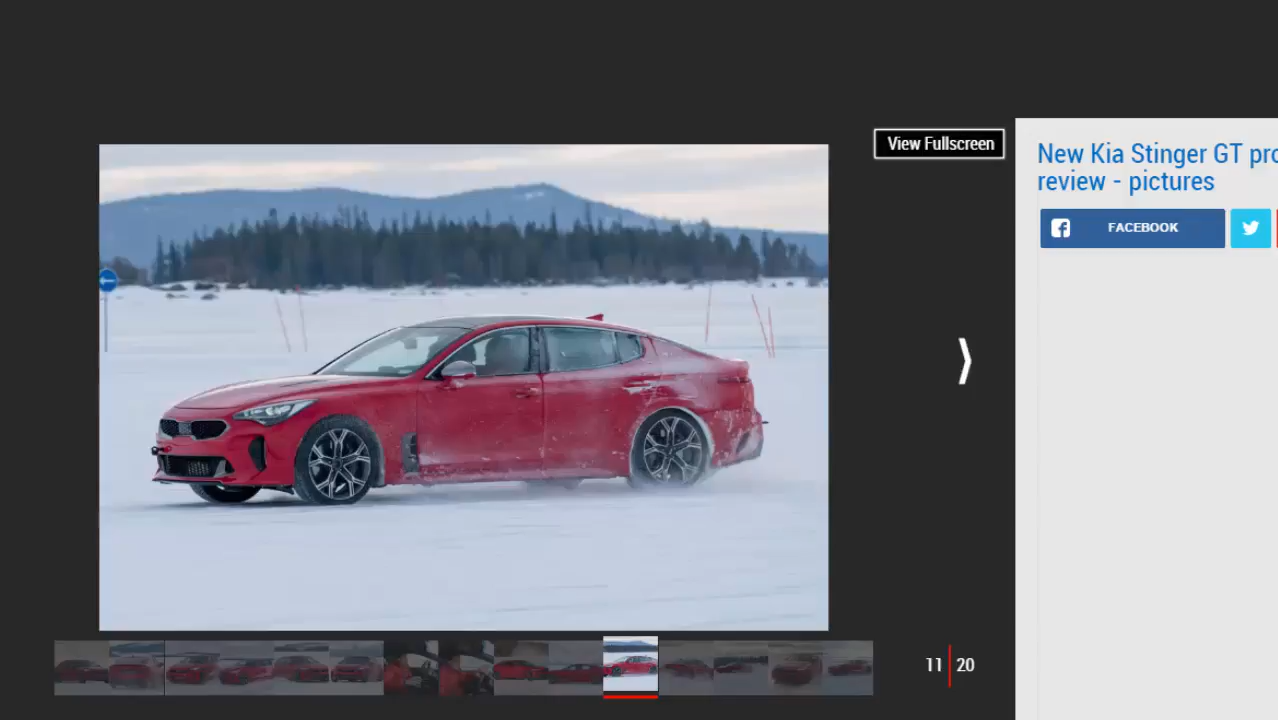 View Fullscreen
New Kia Stinger GT pro
review - pictures
FACEBOOK
11 20